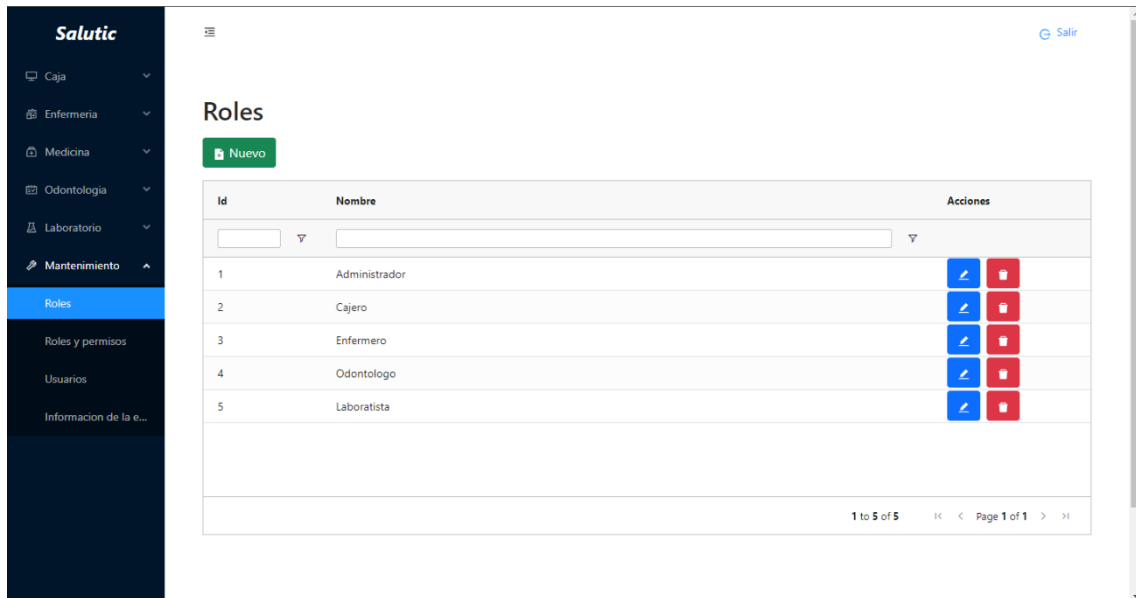 Salutic
Salir
Caja
Enfermeria
Medicina
Odontologia
Laboratorio
Mantenimiento
Roles
Roles y permisos
Usuarios
Informacion de la e...
Roles
Nuevo
Id Nombre Acciones
1 Administrador
2 Cajero
3 Enfermero
4 Odontologo
5 Laboratista
1 to 5 of 5 Page 1 of 1